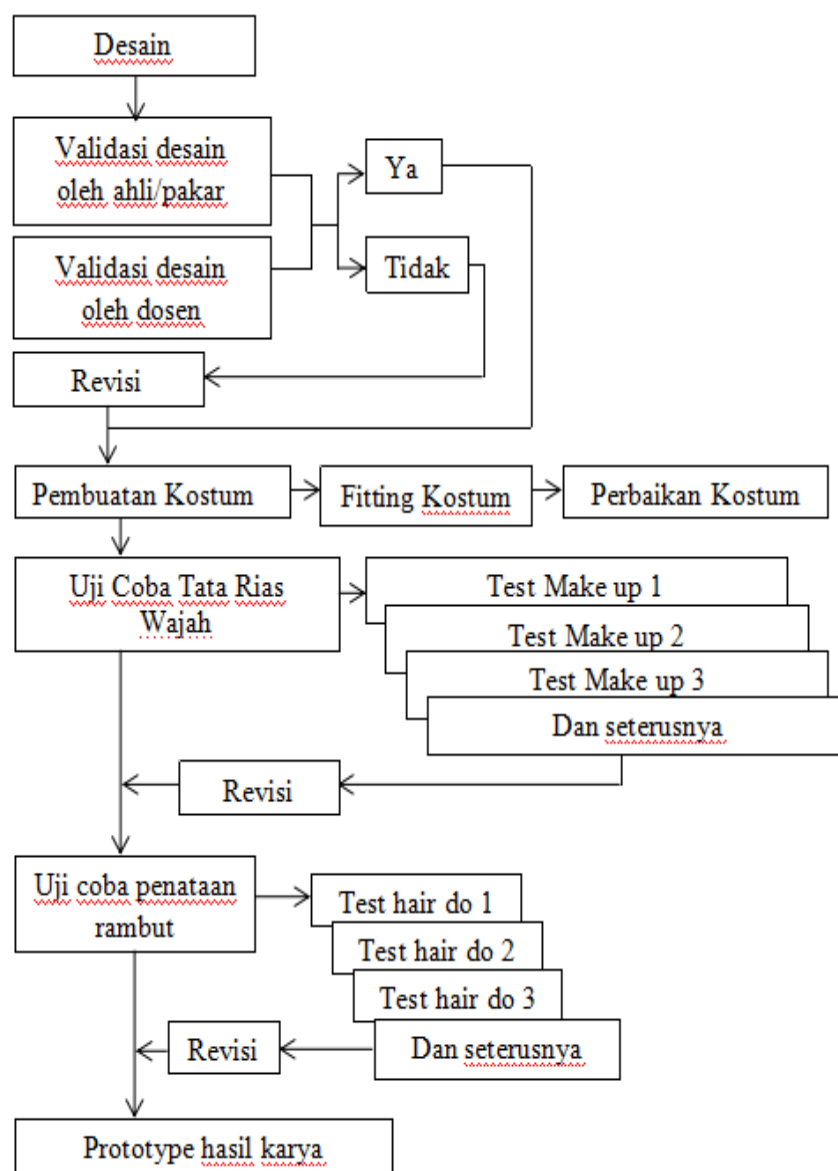 Desain
Validasi desain
oleh ahli/pakar
Ya
Validasi desain
oleh dosen
Tidak
Revisi
Pembuatan Kostum
Fitting Kostum
Perbaikan Kostum
Uji Coba Tata Rias
Wajah
Test Make up 1
Test Make up 2
Test Make up 3
Dan seterusnya
Revisi
Uji coba penataan
rambut
Test hair do 1
Test hair do 2
Test hair do 3
Dan seterusnya
Revisi
Prototype hasil karya